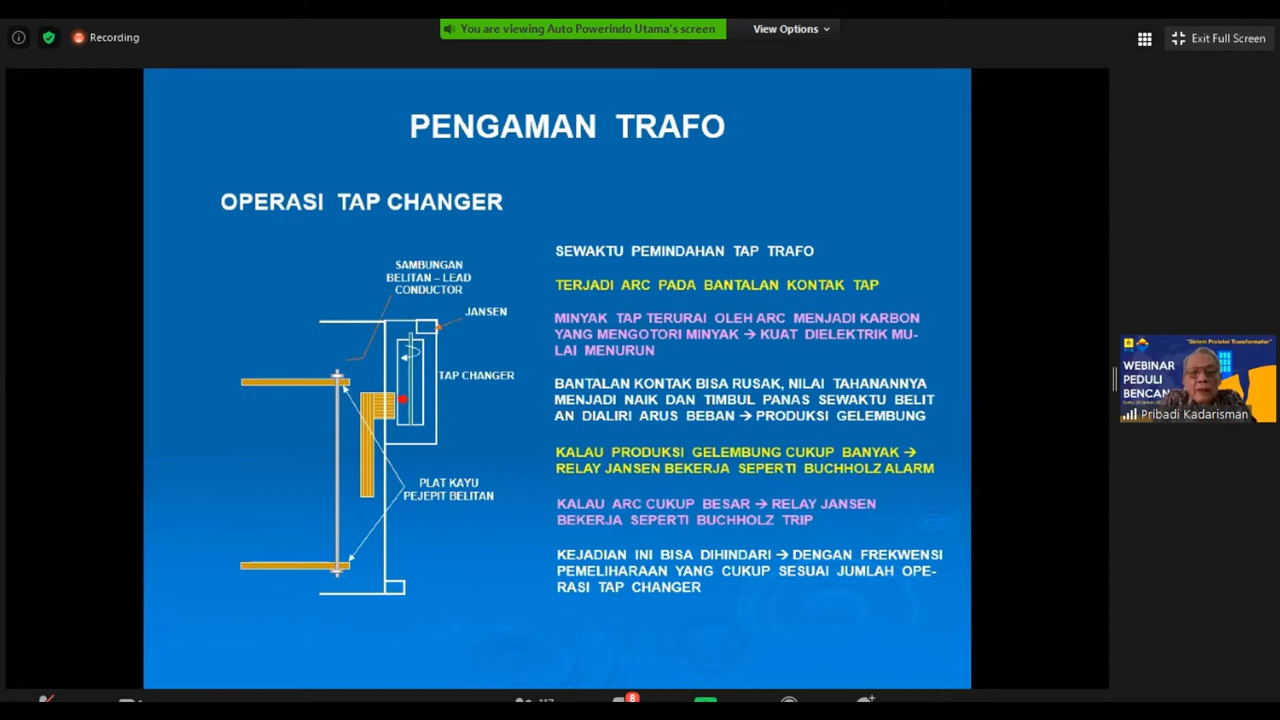 You are viewing Auto Powerindo Utama's screen
View Options
Recording
Exit Full Screen
PENGAMAN TRAFO
OPERASI TAP CHANGER
SAMBUNGAN
BELITAN – LEAD
CONDUCTOR
JANSEN
TAP CHANGER
PLAT KAYU
PEJEPIT BELITAN
SEWAKTU PEMINDAHAN TAP TRAFO
TERJADI ARC PADA BANTALAN KONTAK TAP
MINYAK TAP TERURAI OLEH ARC MENJADI KARBON
YANG MENGOTORI MINYAK → KUAT DIELEKTRIK MU-
LAI MENURUN
BANTALAN KONTAK BISA RUSAK, NILAI TAHANANNYA
MENJADI NAIK DAN TIMBUL PANAS SEWAKTU BELIT
AN DIALIRI ARUS BEBAN → PRODUKSI GELEMBUNG
KALAU PRODUKSI GELEMBUNG CUKUP BANYAK →
RELAY JANSEN BEKERJA SEPERTI BUCHHOLZ ALARM
KALAU ARC CUKUP BESAR → RELAY JANSEN
BEKERJA SEPERTI BUCHHOLZ TRIP
KEJADIAN INI BISA DIHINDARI → DENGAN FREKWENSI
PEMELIHARAAN YANG CUKUP SESUAI JUMLAH OPE-
RASI TAP CHANGER
"Sistem Proteksi Transformator"
WEBINAR
PEDULI
BENCAN
Pribadi Kadarisman
8